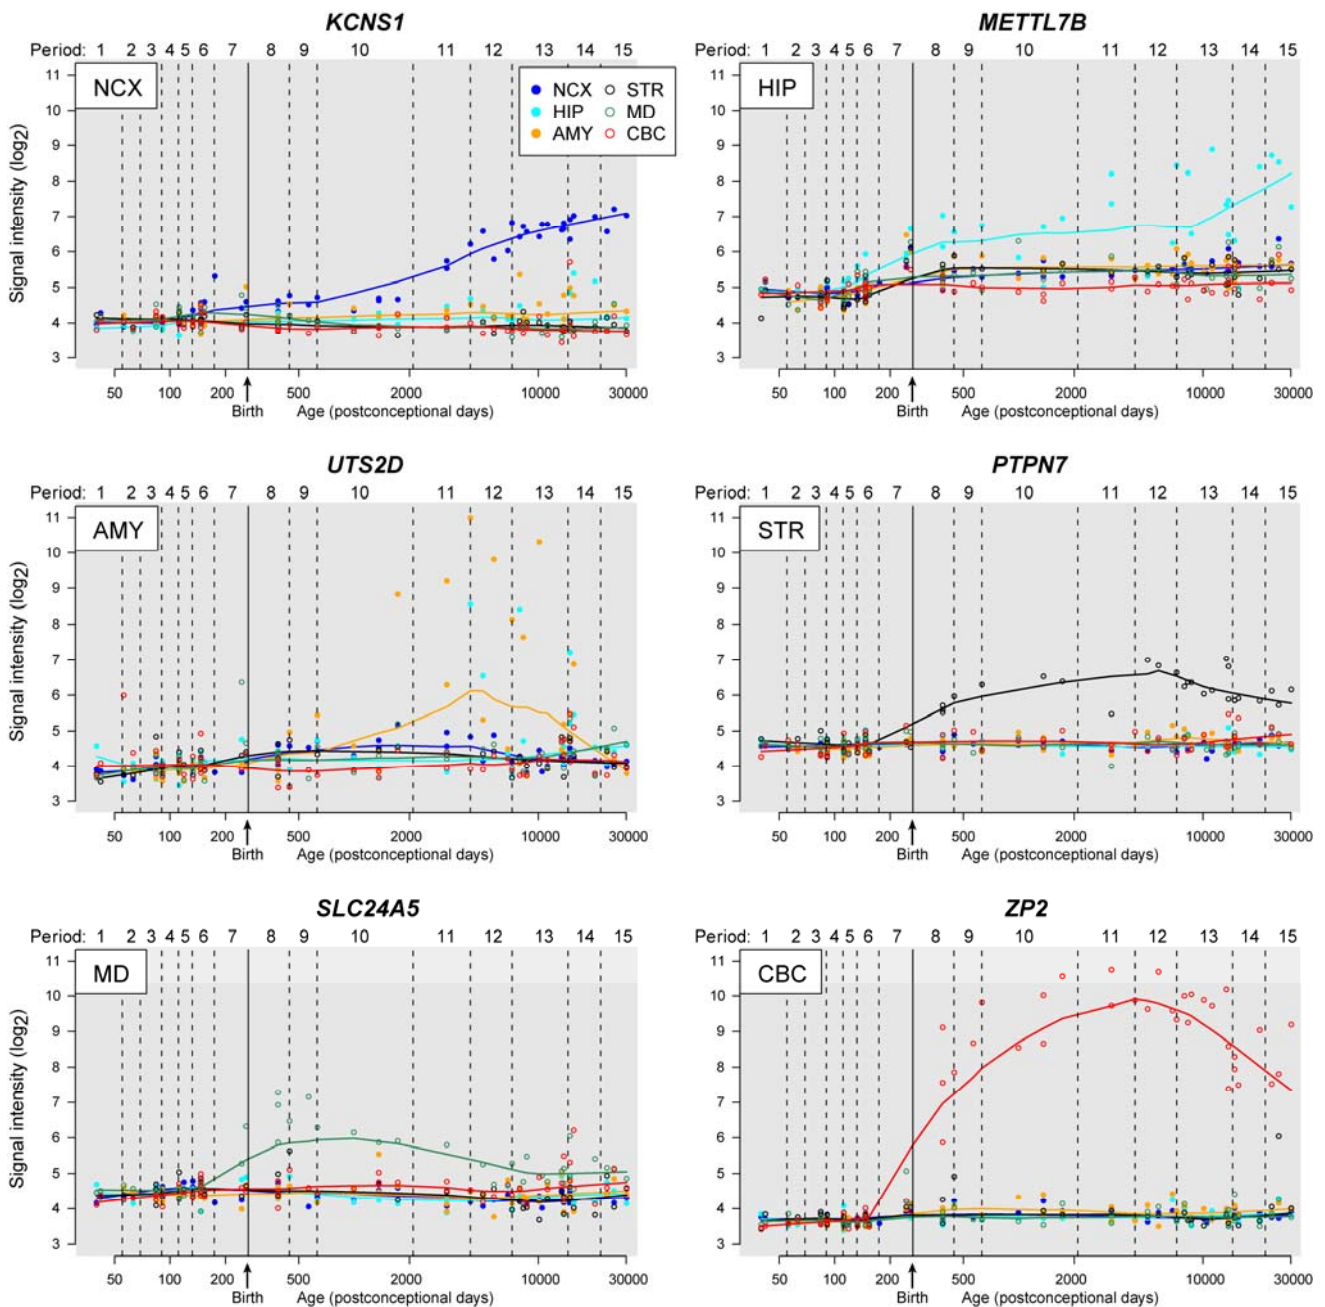 KCNS1 METTL7B
Period: 1 2 3 4 5 6 7 8 9 10 11 12 13 14 15 1 2 3 4 5 6 7 8 9 10 11 12 13 14 15
NCX HIP
NCX STR
HIP MD
AMY CBC
Signal intensity (log2)
11
10
9
8
7
6
5
4
3
11
10
9
8
7
6
5
4
3
50 100 200 500 2000 10000 30000 50 100 200 500 2000 10000 30000
Birth Age (postconceptional days) Birth Age (postconceptional days)
UTS2D PTPN7
Period: 1 2 3 4 5 6 7 8 9 10 11 12 13 14 15 Period: 1 2 3 4 5 6 7 8 9 10 11 12 13 14 15
AMY STR
Signal intensity (log2)
11
10
9
8
7
6
5
4
3
11
10
9
8
7
6
5
4
3
50 100 200 500 2000 10000 30000 50 100 200 500 2000 10000 30000
Birth Age (postconceptional days) Birth Age (postconceptional days)
SLC24A5 ZP2
Period: 1 2 3 4 5 6 7 8 9 10 11 12 13 14 15 Period: 1 2 3 4 5 6 7 8 9 10 11 12 13 14 15
MD CBC
Signal intensity (log2)
11
10
9
8
7
6
5
4
3
11
10
9
8
7
6
5
4
3
50 100 200 500 2000 10000 30000 50 100 200 500 2000 10000 30000
Birth Age (postconceptional days) Birth Age (postconceptional days)